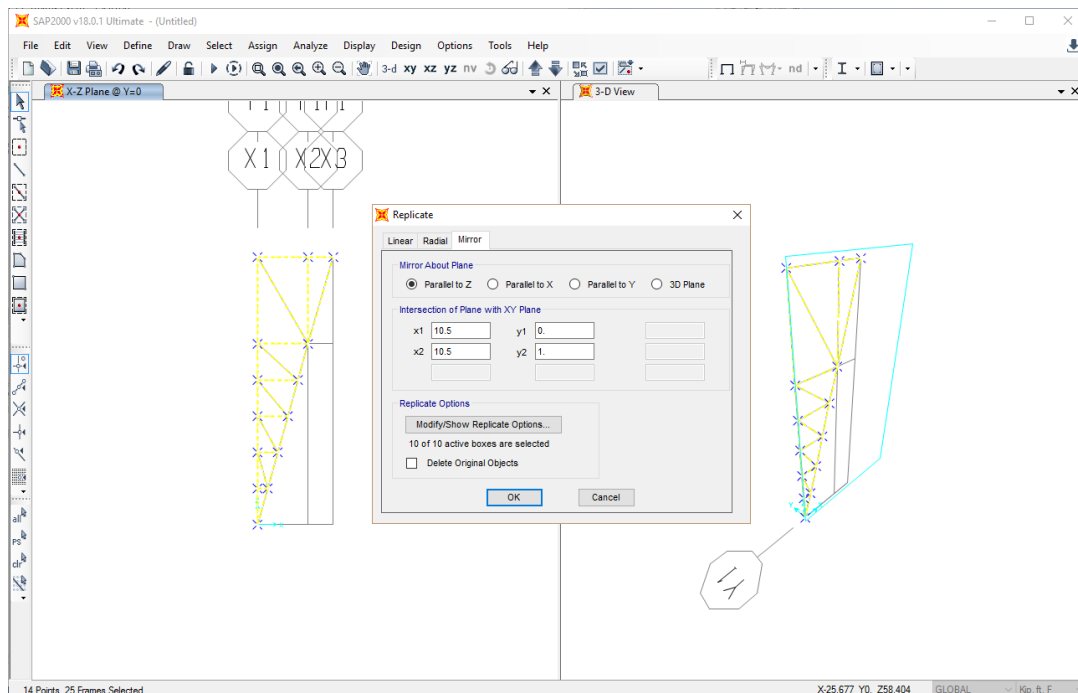 SAP2000 v18.0.1 Ultimate - (Untitled)
File Edit View Define Draw Select Assign Analyze Display Design Options Tools Help
3-d xy xz yz nv nd
X-Z Plane @ Y=0
3-D View
X1 X2 X3
Replicate
Linear Radial Mirror
Mirror About Plane
Parallel to Z Parallel to X Parallel to Y 3D Plane
Intersection of Plane with XY Plane
x1 10.5 y1 0.
x2 10.5 y2 1.
Replicate Options
Modify/Show Replicate Options...
10 of 10 active boxes are selected
Delete Original Objects
OK Cancel
all
PS
clr
14 Points, 25 Frames Selected
X-25.677 Y0. Z58.404
GLOBAL
Kip, ft, F